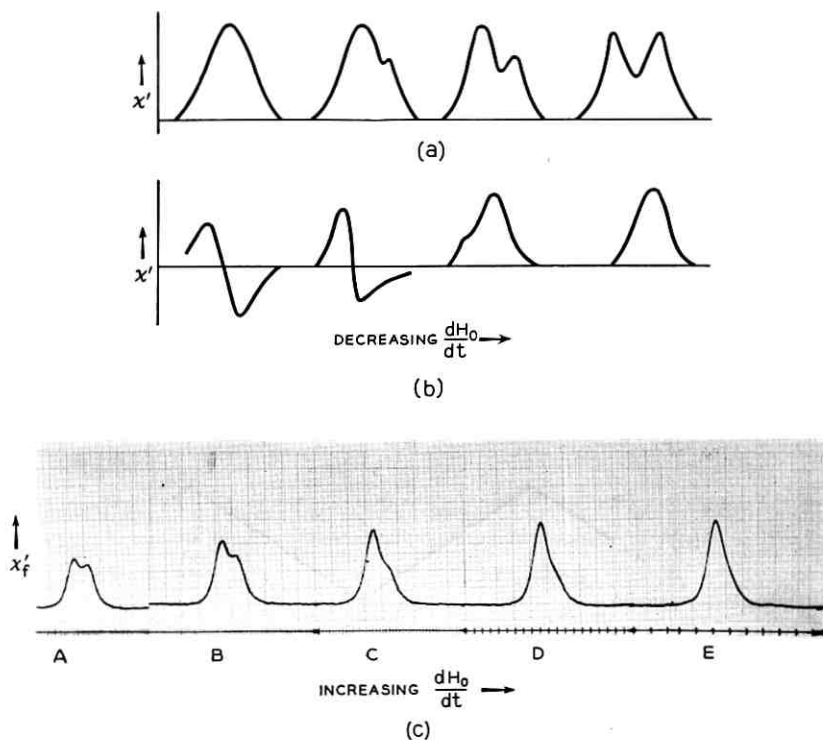 χ'
(a)
χ'
DECREASING dH₀/dt
(b)
χ'f
A B C D E
INCREASING dH₀/dt
(c)